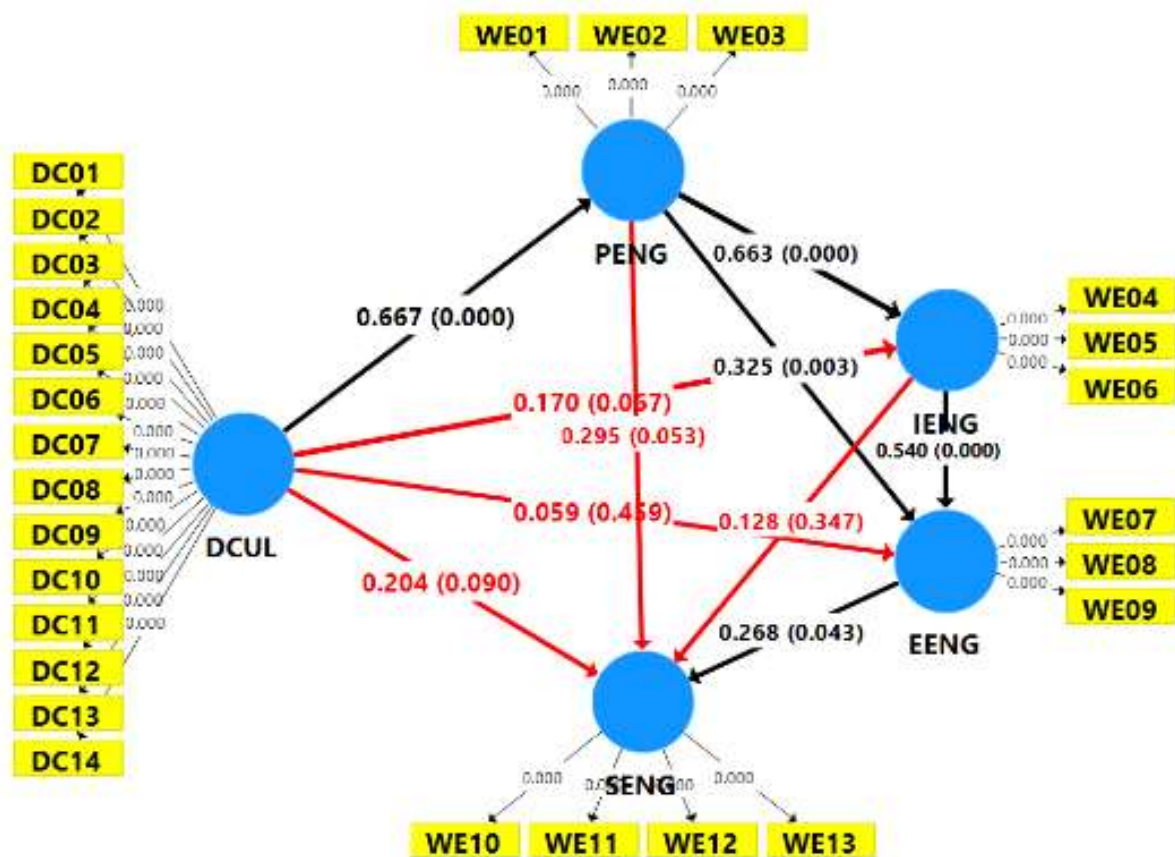 WE01 WE02 WE03
0.000 0.000 0.000
PENG
DC01
DC02
DC03
DC04
DC05
DC06
DC07
DC08
DC09
DC10
DC11
DC12
DC13
DC14
0.000
0.000
0.000
0.000
0.000
0.000
0.000
0.000
0.000
0.000
0.000
0.000
0.000
0.000
DCUL
0.667 (0.000)
0.663 (0.000)
0.170 (0.067)
0.325 (0.003)
0.295 (0.053)
0.059 (0.459)
0.128 (0.347)
0.204 (0.090)
0.540 (0.000)
0.268 (0.043)
IENG
0.000
0.000
0.000
WE04
WE05
WE06
EENG
0.000
0.000
0.000
WE07
WE08
WE09
SENG
0.000 0.000
WE10 WE11 WE12 WE13